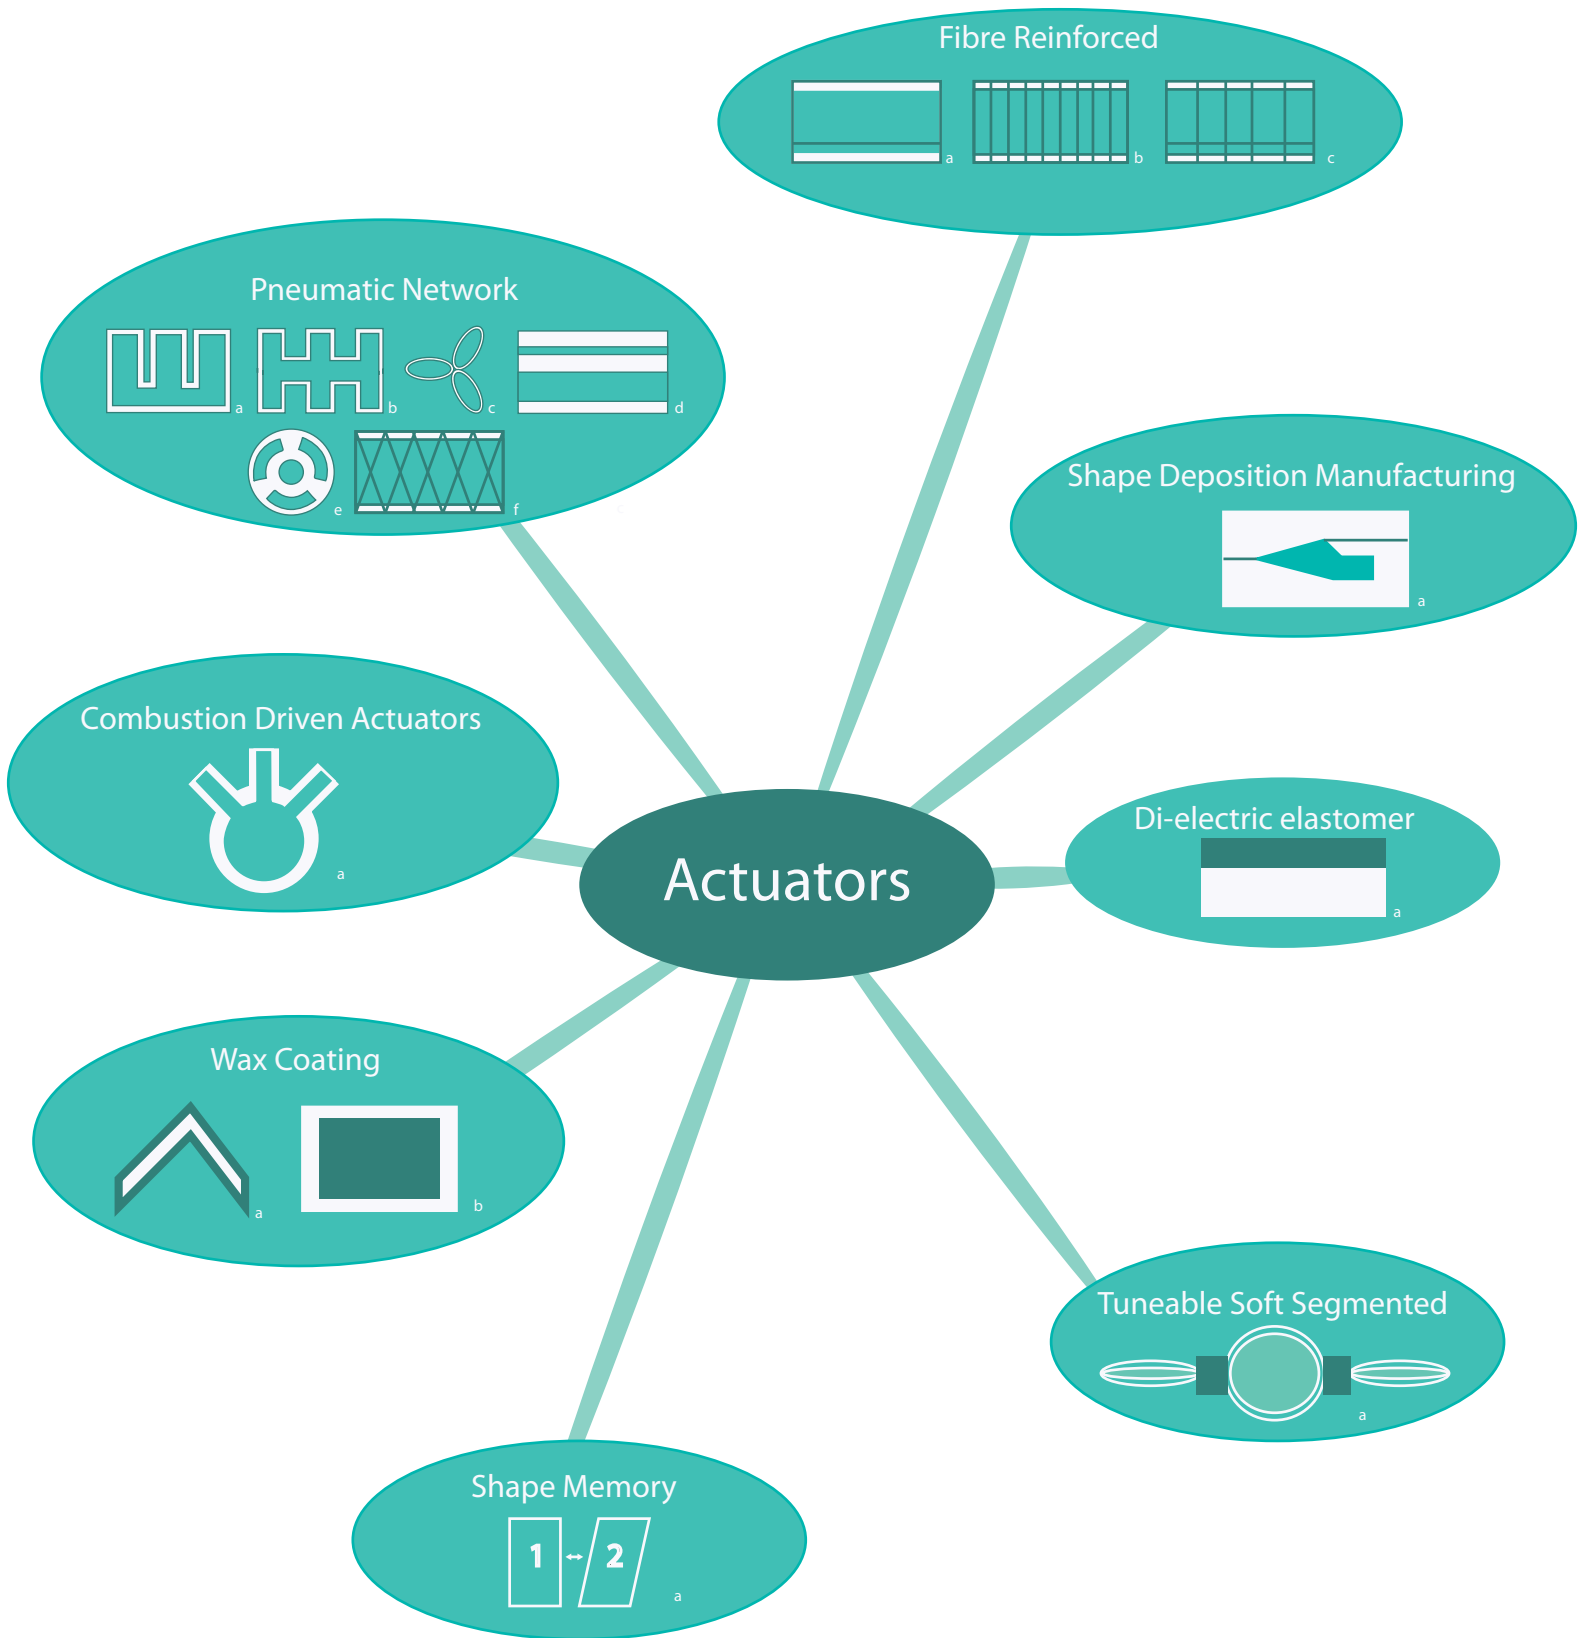 Fibre Reinforced
a
b
c
Pneumatic Network
a
b
c
d
e
f
Shape Deposition Manufacturing
a
Combustion Driven Actuators
a
Di-electric elastomer
a
Actuators
Wax Coating
a
b
Tuneable Soft Segmented
a
Shape Memory
1
2
a